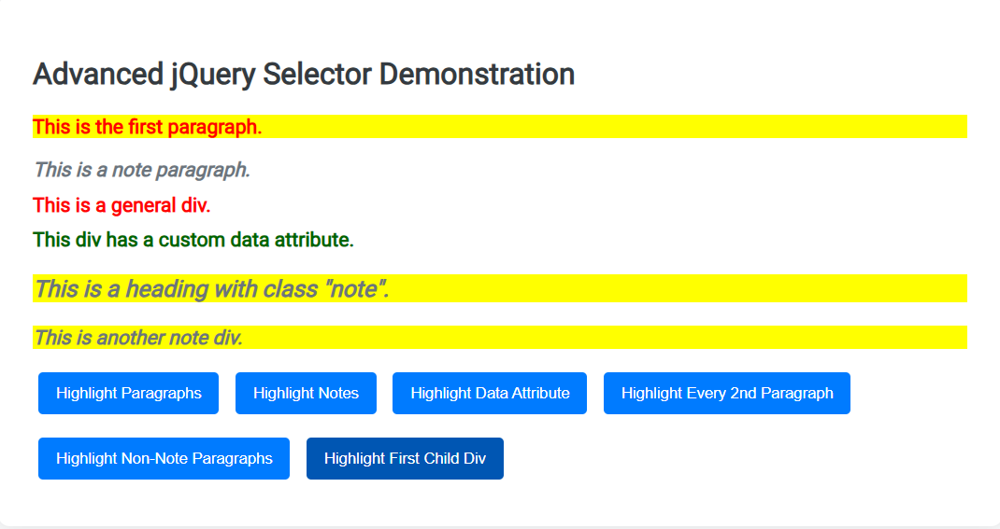 Advanced jQuery Selector Demonstration
This is the first paragraph.
This is a note paragraph.
This is a general div.
This div has a custom data attribute.
This is a heading with class "note".
This is another note div.
Highlight Paragraphs Highlight Notes Highlight Data Attribute Highlight Every 2nd Paragraph
Highlight Non-Note Paragraphs Highlight First Child Div